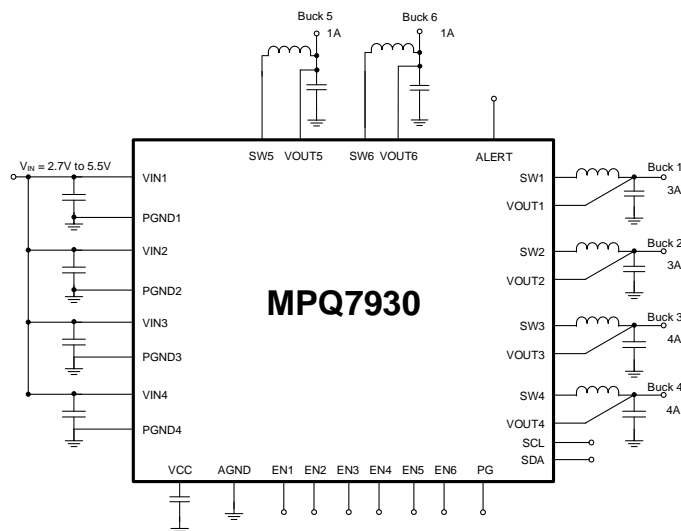 Buck 5
1A
Buck 6
1A
SW5 VOUT5 SW6 VOUT6 ALERT
VIN = 2.7V to 5.5V
VIN1
PGND1
VIN2
PGND2
VIN3
PGND3
VIN4
PGND4
MPQ7930
SW1
VOUT1
SW2
VOUT2
SW3
VOUT3
SW4
VOUT4
SCL
SDA
Buck 1
3A
Buck 2
3A
Buck 3
4A
Buck 4
4A
VCC AGND EN1 EN2 EN3 EN4 EN5 EN6 PG